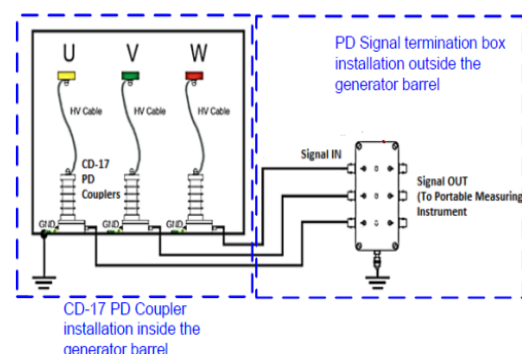 U
V
W
HV Cable
HV Cable
HV Cable
CD-17
PD
Couplers
GND
GND
GND
CD-17 PD Coupler
installation inside the
generator barrel
PD Signal termination box
installation outside the
generator barrel
Signal IN
Signal OUT
(To Portable Measuring
Instrument